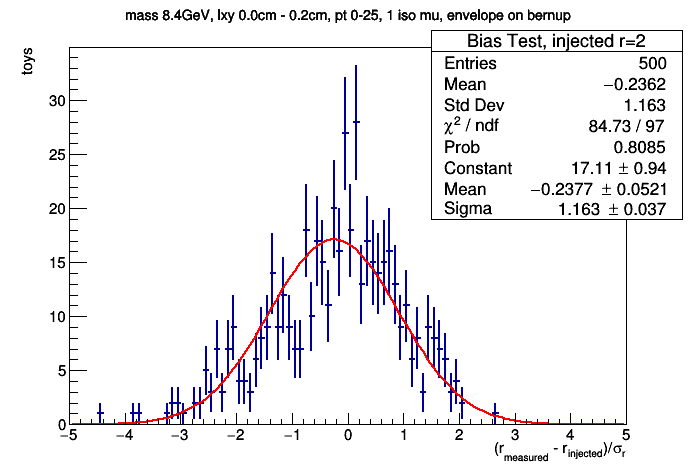 mass 8.4GeV, lxy 0.0cm - 0.2cm, pt 0-25, 1 iso mu, envelope on bernup
Bias Test, injected r=2
Entries 500
Mean −0.2362
Std Dev 1.163
χ² / ndf 84.73 / 97
Prob 0.8085
Constant 17.11 ± 0.94
Mean −0.2377 ± 0.0521
Sigma 1.163 ± 0.037
toys
30
25
20
15
10
5
0
−5 −4 −3 −2 −1 0 1 2 3 4 5
(r_measured - r_injected)/σ_r